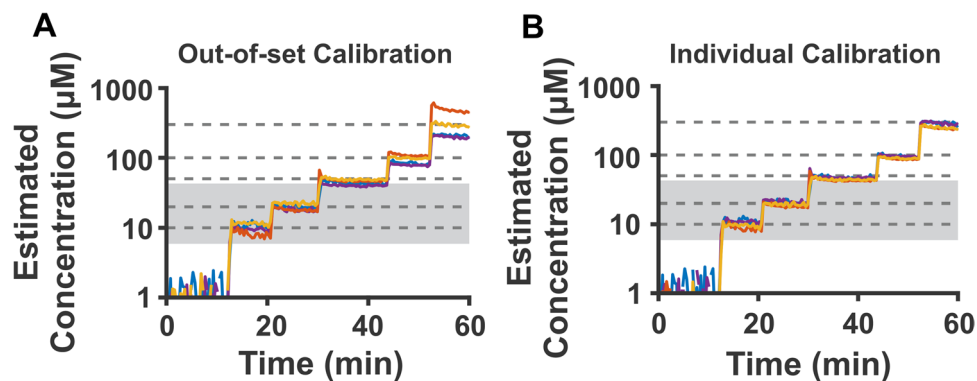 A
Out-of-set Calibration
Estimated
Concentration (μM)
1000
100
10
1
0
20
40
60
Time (min)
B
Individual Calibration
Estimated
Concentration (μM)
1000
100
10
1
0
20
40
60
Time (min)